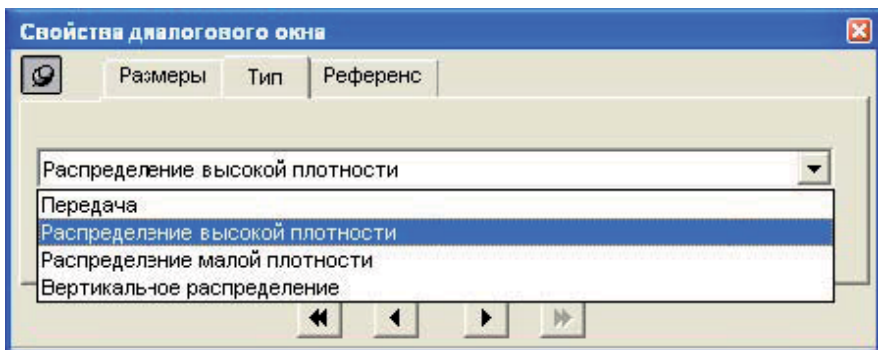 Свойства диалогового окна
Размеры Тип Референс
Распределение высокой плотности
Передача
Распределение высокой плотности
Распределение малой плотности
Вертикальное распределение